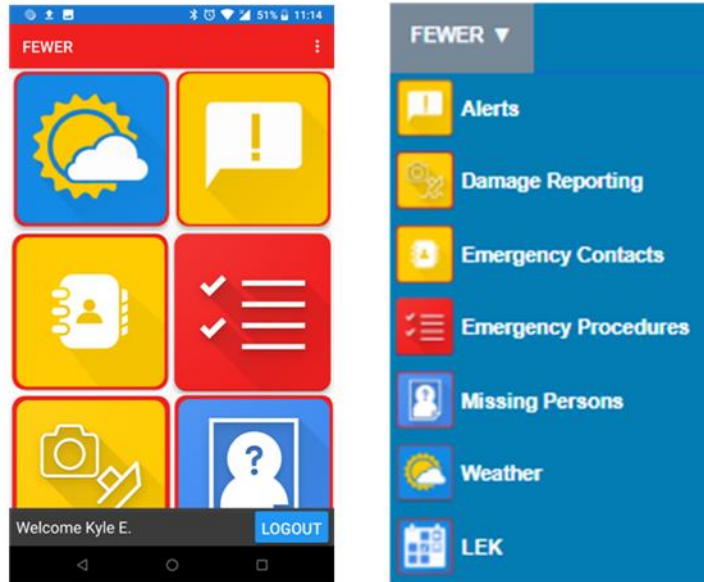 51% 11:14
FEWER
!
?
Welcome Kyle E.
LOGOUT
FEWER ▼
!
Alerts
Damage Reporting
Emergency Contacts
Emergency Procedures
?
Missing Persons
Weather
LEK